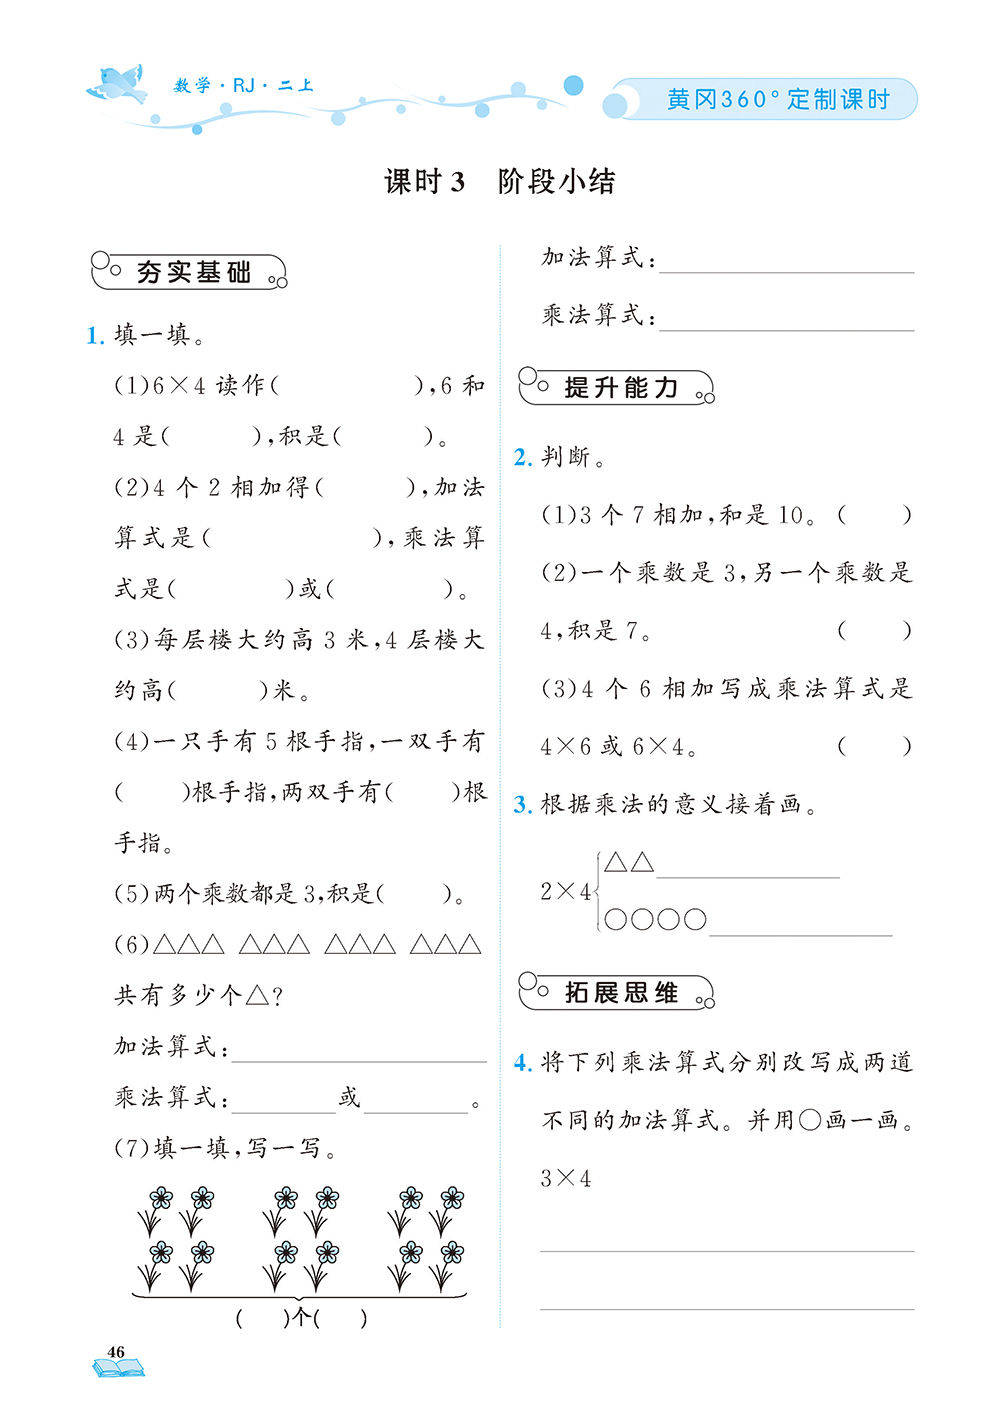 数学·RJ·二上
黄冈360°定制课时
课时3 阶段小结
夯实基础
1. 填一填。
(1)6×4读作( ),6和
4是( ),积是( )。
(2)4个2相加得( ),加法
算式是( ),乘法算
式是( )或( )。
(3)每层楼大约高3米,4层楼大
约高( )米。
(4)一只手有5根手指,一双手有
( )根手指,两双手有( )根
手指。
(5)两个乘数都是3,积是( )。
(6)△△△ △△△ △△△ △△△
共有多少个△?
加法算式:
乘法算式: 或 。
(7)填一填,写一写。
( )个( )
加法算式:
乘法算式:
提升能力
2. 判断。
(1)3个7相加,和是10。( )
(2)一个乘数是3,另一个乘数是
4,积是7。 ( )
(3)4个6相加写成乘法算式是
4×6或6×4。 ( )
3. 根据乘法的意义接着画。
△△
2×4
○○○○
拓展思维
4. 将下列乘法算式分别改写成两道
不同的加法算式。并用○画一画。
3×4
46